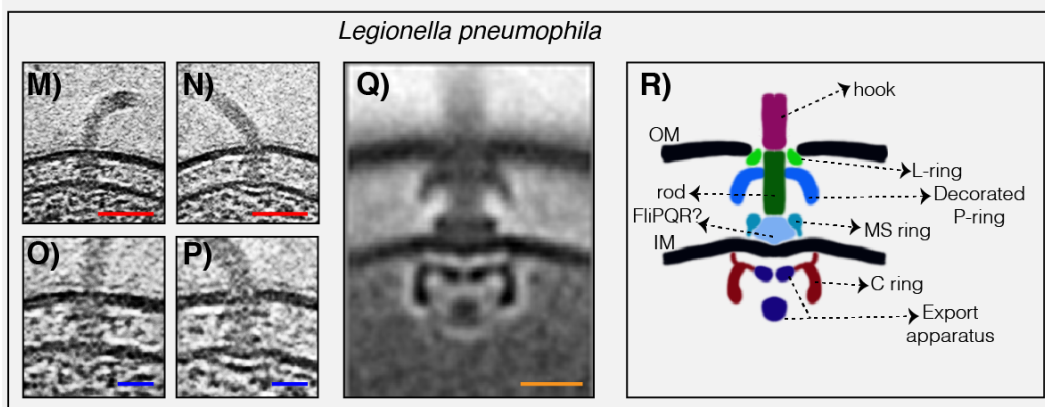 Legionella pneumophila
M)
N)
O)
P)
Q)
R)
hook
OM
L-ring
rod
Decorated
P-ring
FliPQR?
MS ring
IM
C ring
Export
apparatus